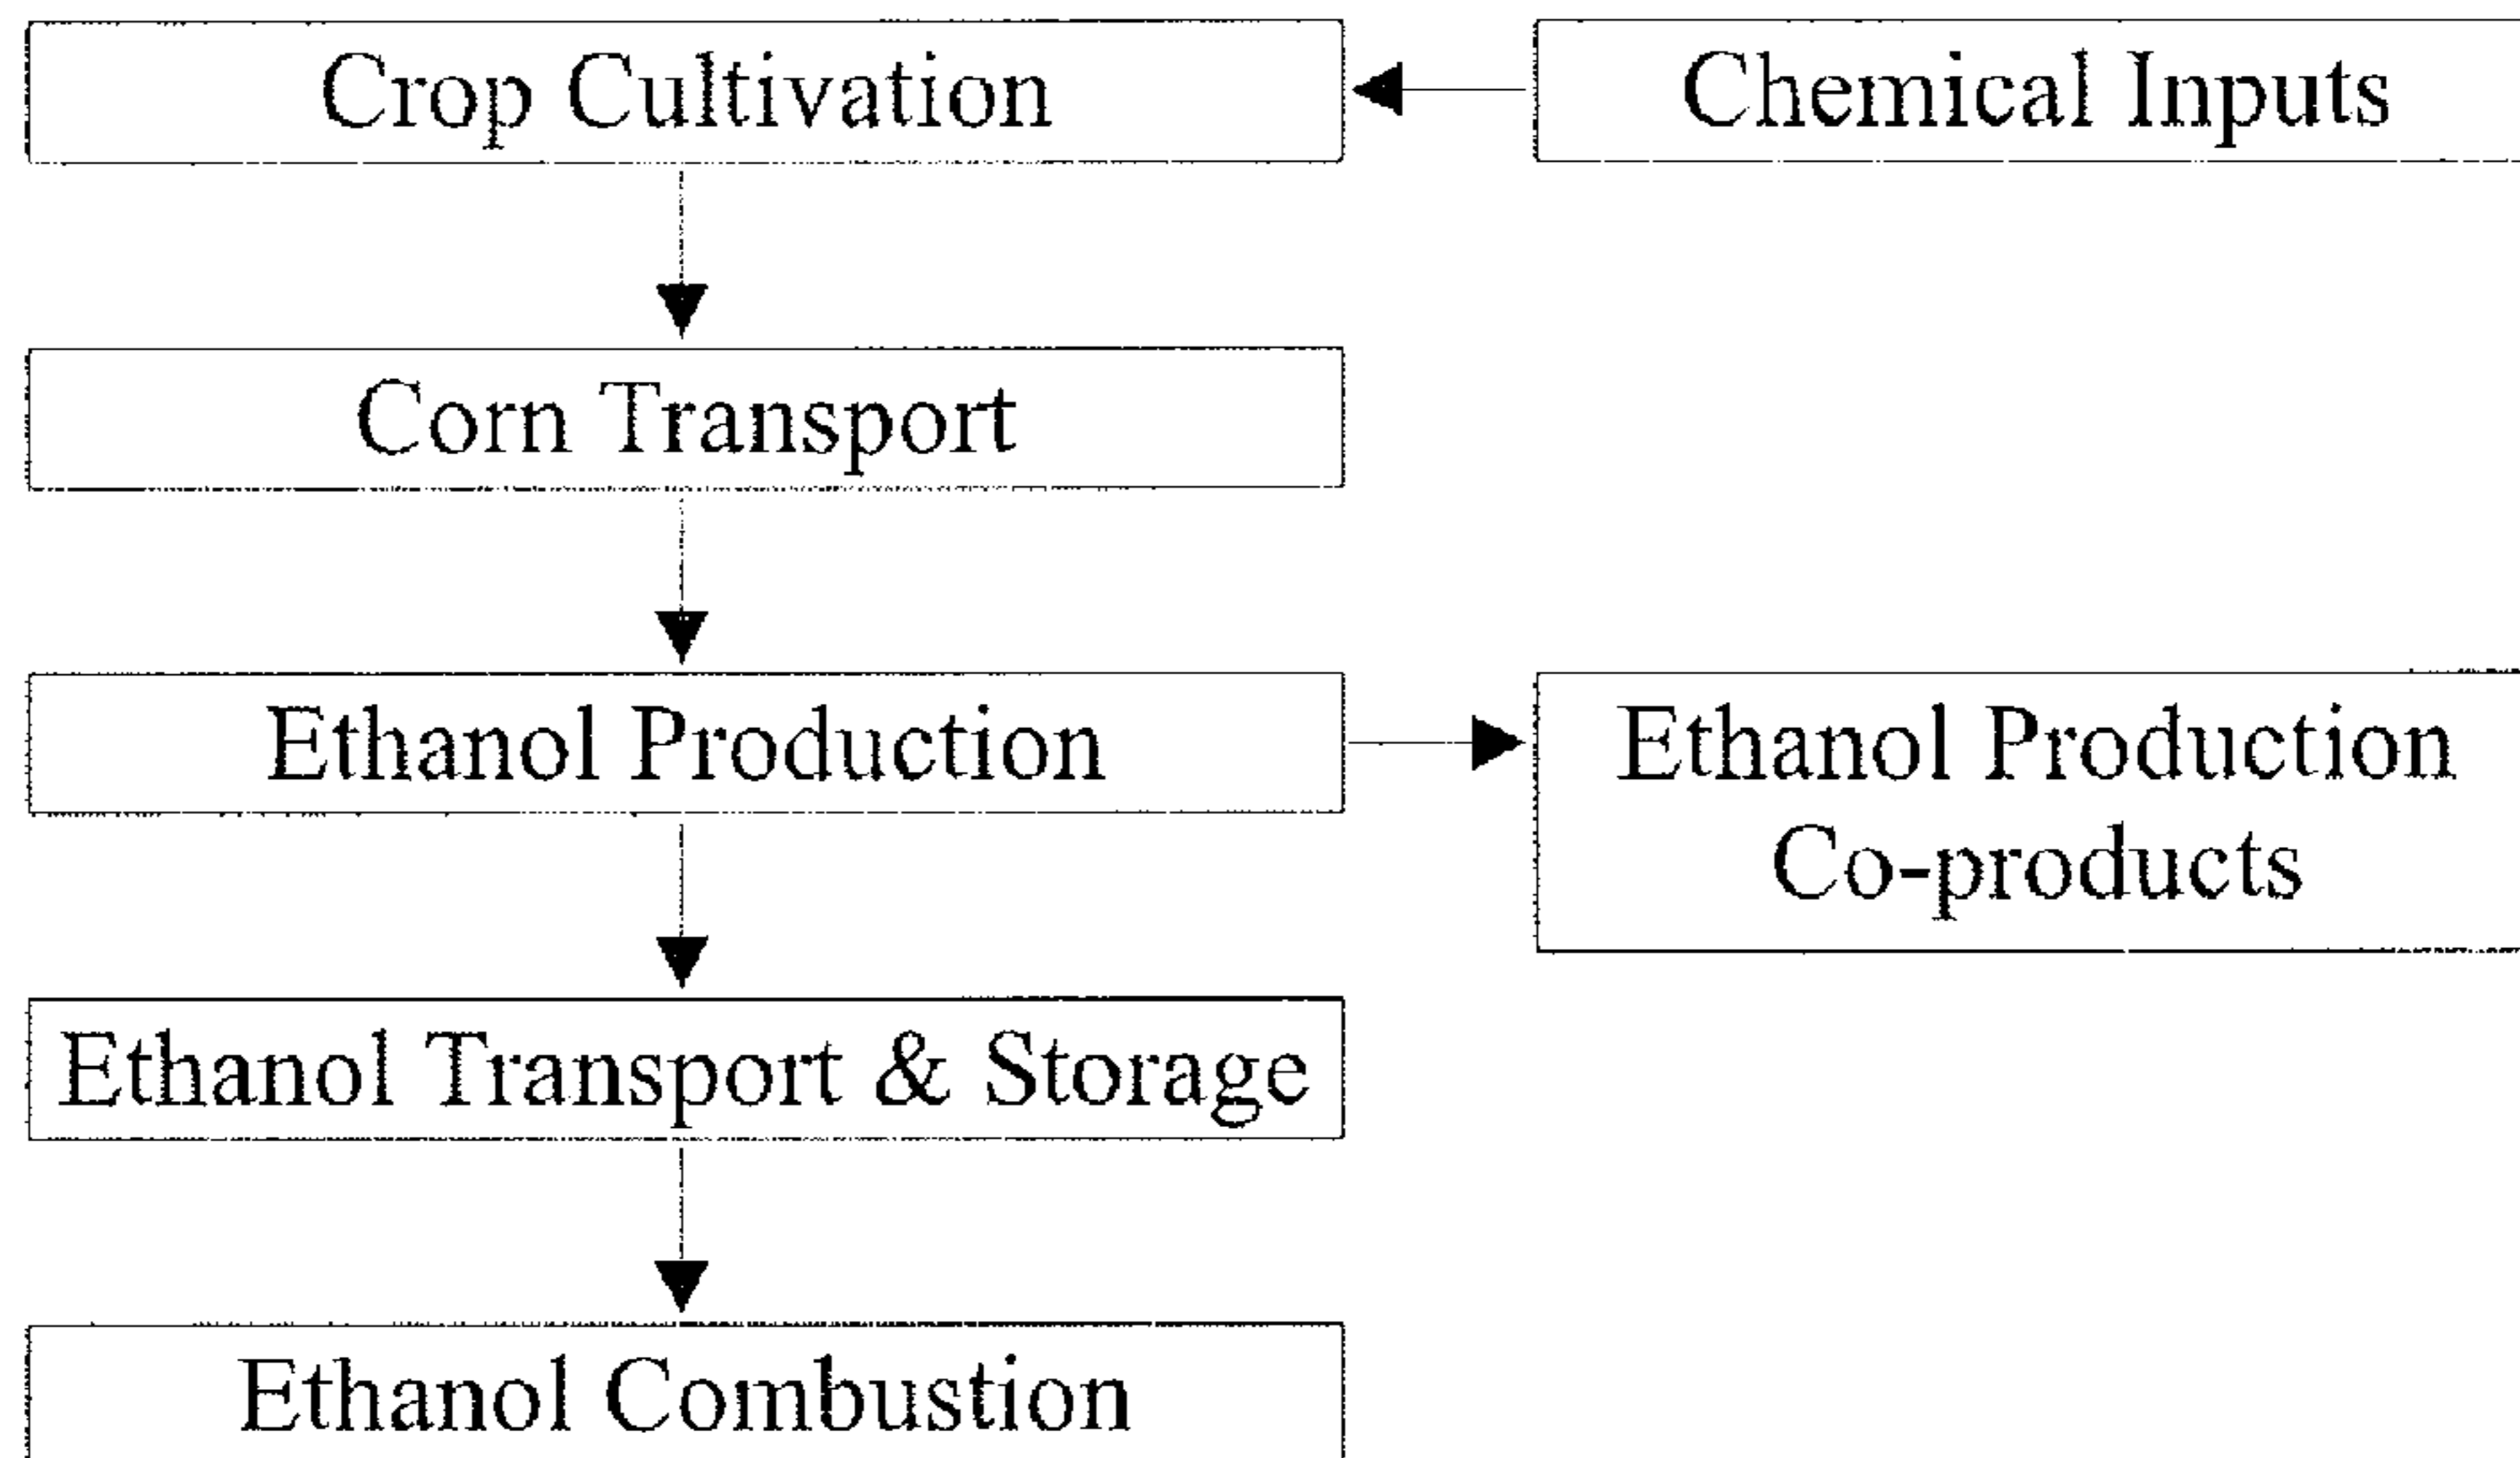 Crop Cultivation
Chemical Inputs
Corn Transport
Ethanol Production
Ethanol Production
Co-products
Ethanol Transport & Storage
Ethanol Combustion